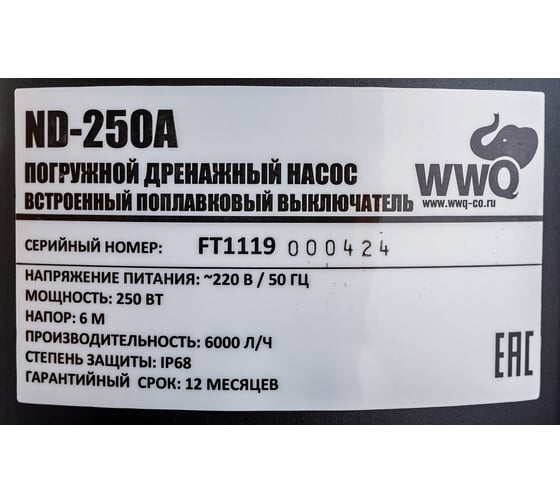 ND-250A
ПОГРУЖНОЙ ДРЕНАЖНЫЙ НАСОС
ВСТРОЕННЫЙ ПОПЛАВКОВЫЙ ВЫКЛЮЧАТЕЛЬ
WWQ
www.wwq-co.ru
СЕРИЙНЫЙ НОМЕР: FT1119 000424
НАПРЯЖЕНИЕ ПИТАНИЯ: ~220 В / 50 ГЦ
МОЩНОСТЬ: 250 ВТ
НАПОР: 6 М
ПРОИЗВОДИТЕЛЬНОСТЬ: 6000 Л/Ч
СТЕПЕНЬ ЗАЩИТЫ: IP68
ГАРАНТИЙНЫЙ СРОК: 12 МЕСЯЦЕВ
EAC